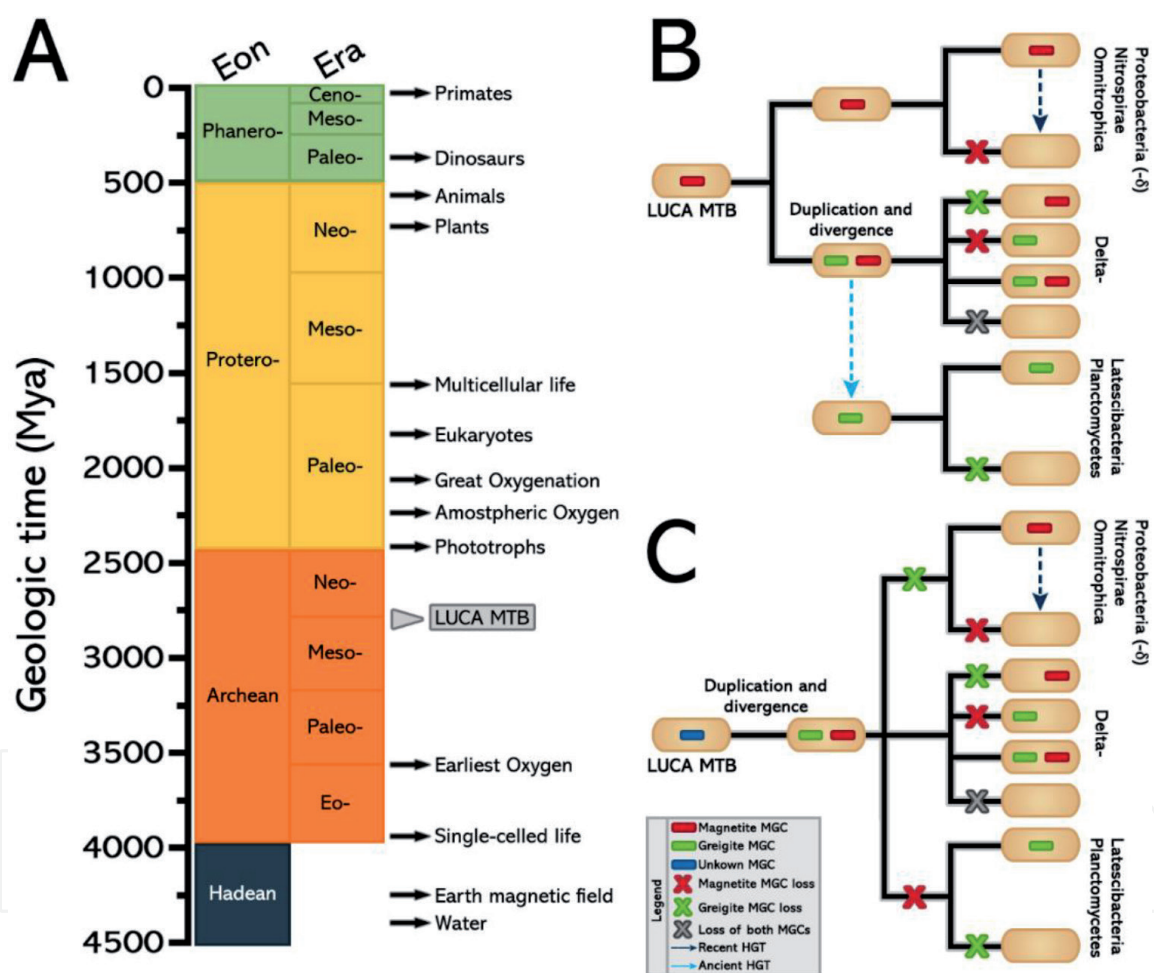 A
Eon
Era
Geologic time (Mya)
0
500
1000
1500
2000
2500
3000
3500
4000
4500
Phanero-
Protero-
Archean
Hadean
Ceno-
Meso-
Paleo-
Neo-
Meso-
Paleo-
Neo-
Meso-
Paleo-
Eo-
Primates
Dinosaurs
Animals
Plants
Multicellular life
Eukaryotes
Great Oxygenation
Amostpheric Oxygen
Phototrophs
LUCA MTB
Earliest Oxygen
Single-celled life
Earth magnetic field
Water
B
LUCA MTB
Duplication and
divergence
Proteobacteria (-δ)
Nitrospirae
Omnitrophica
Delta-
Latescibacteria
Planctomycetes
C
LUCA MTB
Duplication and
divergence
Proteobacteria (-δ)
Nitrospirae
Omnitrophica
Delta-
Latescibacteria
Planctomycetes
Legend
Magnetite MGC
Greigite MGC
Unkown MGC
Magnetite MGC loss
Greigite MGC loss
Loss of both MGCs
Recent HGT
Ancient HGT